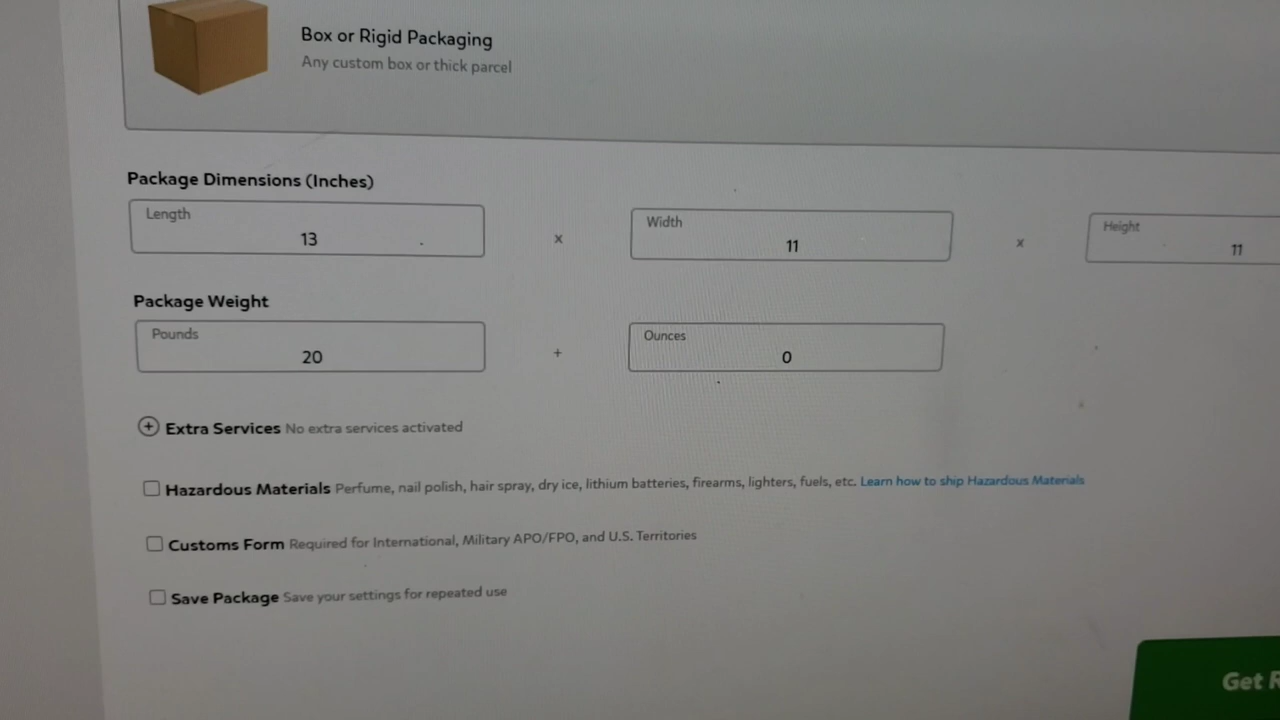 Box or Rigid Packaging
Any custom box or thick parcel
Package Dimensions (Inches)
Length
13
x
Width
11
x
Height
11
Package Weight
Pounds
20
+
Ounces
0
Extra Services No extra services activated
Hazardous Materials Perfume, nail polish, hair spray, dry ice, lithium batteries, firearms, lighters, fuels, etc. Learn how to ship Hazardous Materials
Customs Form Required for International, Military APO/FPO, and U.S. Territories
Save Package Save your settings for repeated use
Get